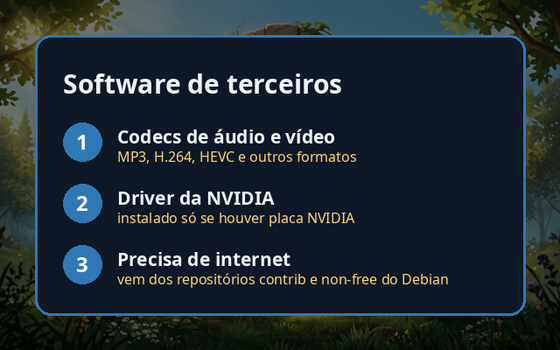 Software de terceiros
1
Codecs de áudio e vídeo
MP3, H.264, HEVC e outros formatos
2
Driver da NVIDIA
instalado só se houver placa NVIDIA
3
Precisa de internet
vem dos repositórios contrib e non-free do Debian